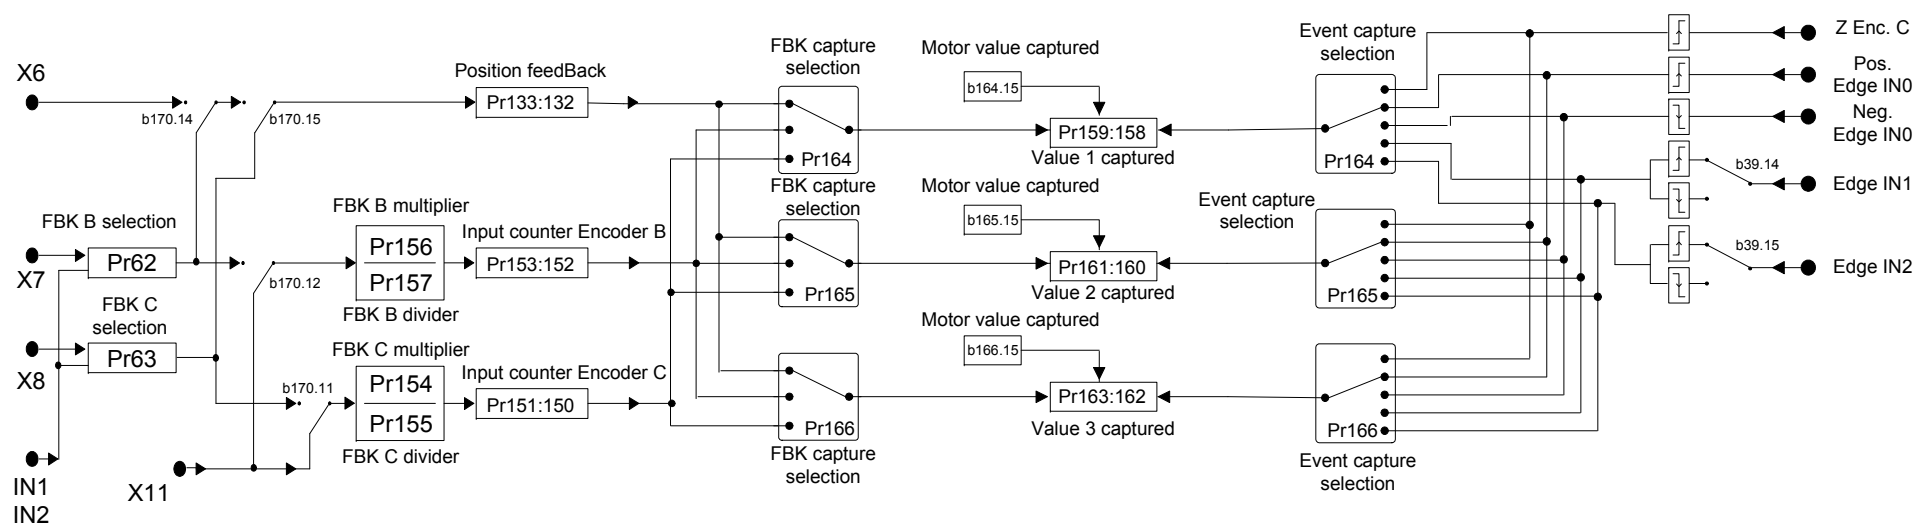 X6
b170.14
b170.15
Position feedBack
Pr133:132
FBK B selection
X7
Pr62
b170.12
FBK B multiplier
Pr156
Pr157
FBK B divider
Input counter Encoder B
Pr153:152
FBK C
selection
X8
Pr63
b170.11
FBK C multiplier
Pr154
Pr155
FBK C divider
Input counter Encoder C
Pr151:150
IN1
IN2
X11
FBK capture
selection
Pr164
FBK capture
selection
Pr165
Pr166
FBK capture
selection
Motor value captured
b164.15
Pr159:158
Value 1 captured
Motor value captured
b165.15
Pr161:160
Value 2 captured
Motor value captured
b166.15
Pr163:162
Value 3 captured
Event capture
selection
Pr164
Event capture
selection
Pr165
Pr166
Event capture
selection
Z Enc. C
Pos.
Edge IN0
Neg.
Edge IN0
b39.14
Edge IN1
b39.15
Edge IN2